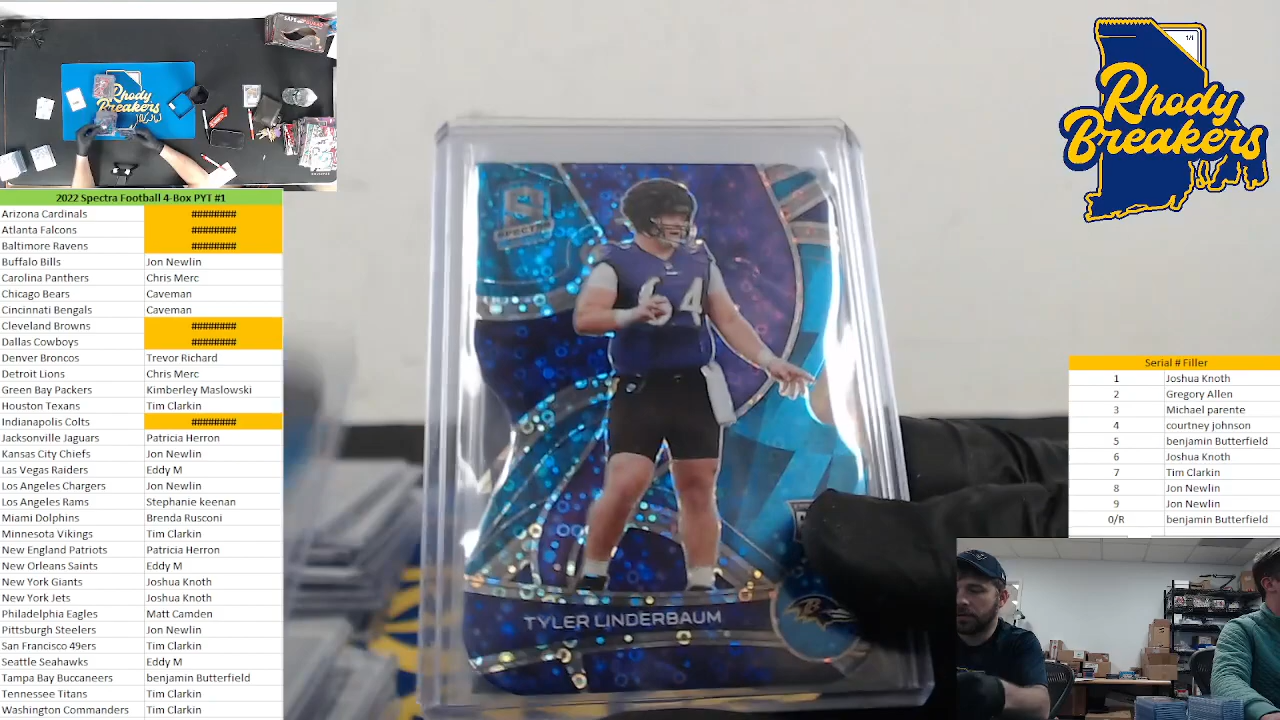 1/1
Rhody
Breakers
Rhody
Breakers
2022 Spectra Football 4-Box PYT #1
Arizona Cardinals ########
Atlanta Falcons ########
Baltimore Ravens ########
Buffalo Bills Jon Newlin
Carolina Panthers Chris Merc
Chicago Bears Caveman
Cincinnati Bengals Caveman
Cleveland Browns ########
Dallas Cowboys ########
Denver Broncos Trevor Richard
Detroit Lions Chris Merc
Green Bay Packers Kimberley Maslowski
Houston Texans Tim Clarkin
Indianapolis Colts ########
Jacksonville Jaguars Patricia Herron
Kansas City Chiefs Jon Newlin
Las Vegas Raiders Eddy M
Los Angeles Chargers Jon Newlin
Los Angeles Rams Stephanie keenan
Miami Dolphins Brenda Rusconi
Minnesota Vikings Tim Clarkin
New England Patriots Patricia Herron
New Orleans Saints Eddy M
New York Giants Joshua Knoth
New York Jets Joshua Knoth
Philadelphia Eagles Matt Camden
Pittsburgh Steelers Jon Newlin
San Francisco 49ers Tim Clarkin
Seattle Seahawks Eddy M
Tampa Bay Buccaneers benjamin Butterfield
Tennessee Titans Tim Clarkin
Washington Commanders Tim Clarkin
SPECTRA
64
TYLER LINDERBAUM
Serial # Filler
1 Joshua Knoth
2 Gregory Allen
3 Michael parente
4 courtney johnson
5 benjamin Butterfield
6 Joshua Knoth
7 Tim Clarkin
8 Jon Newlin
9 Jon Newlin
0/R benjamin Butterfield